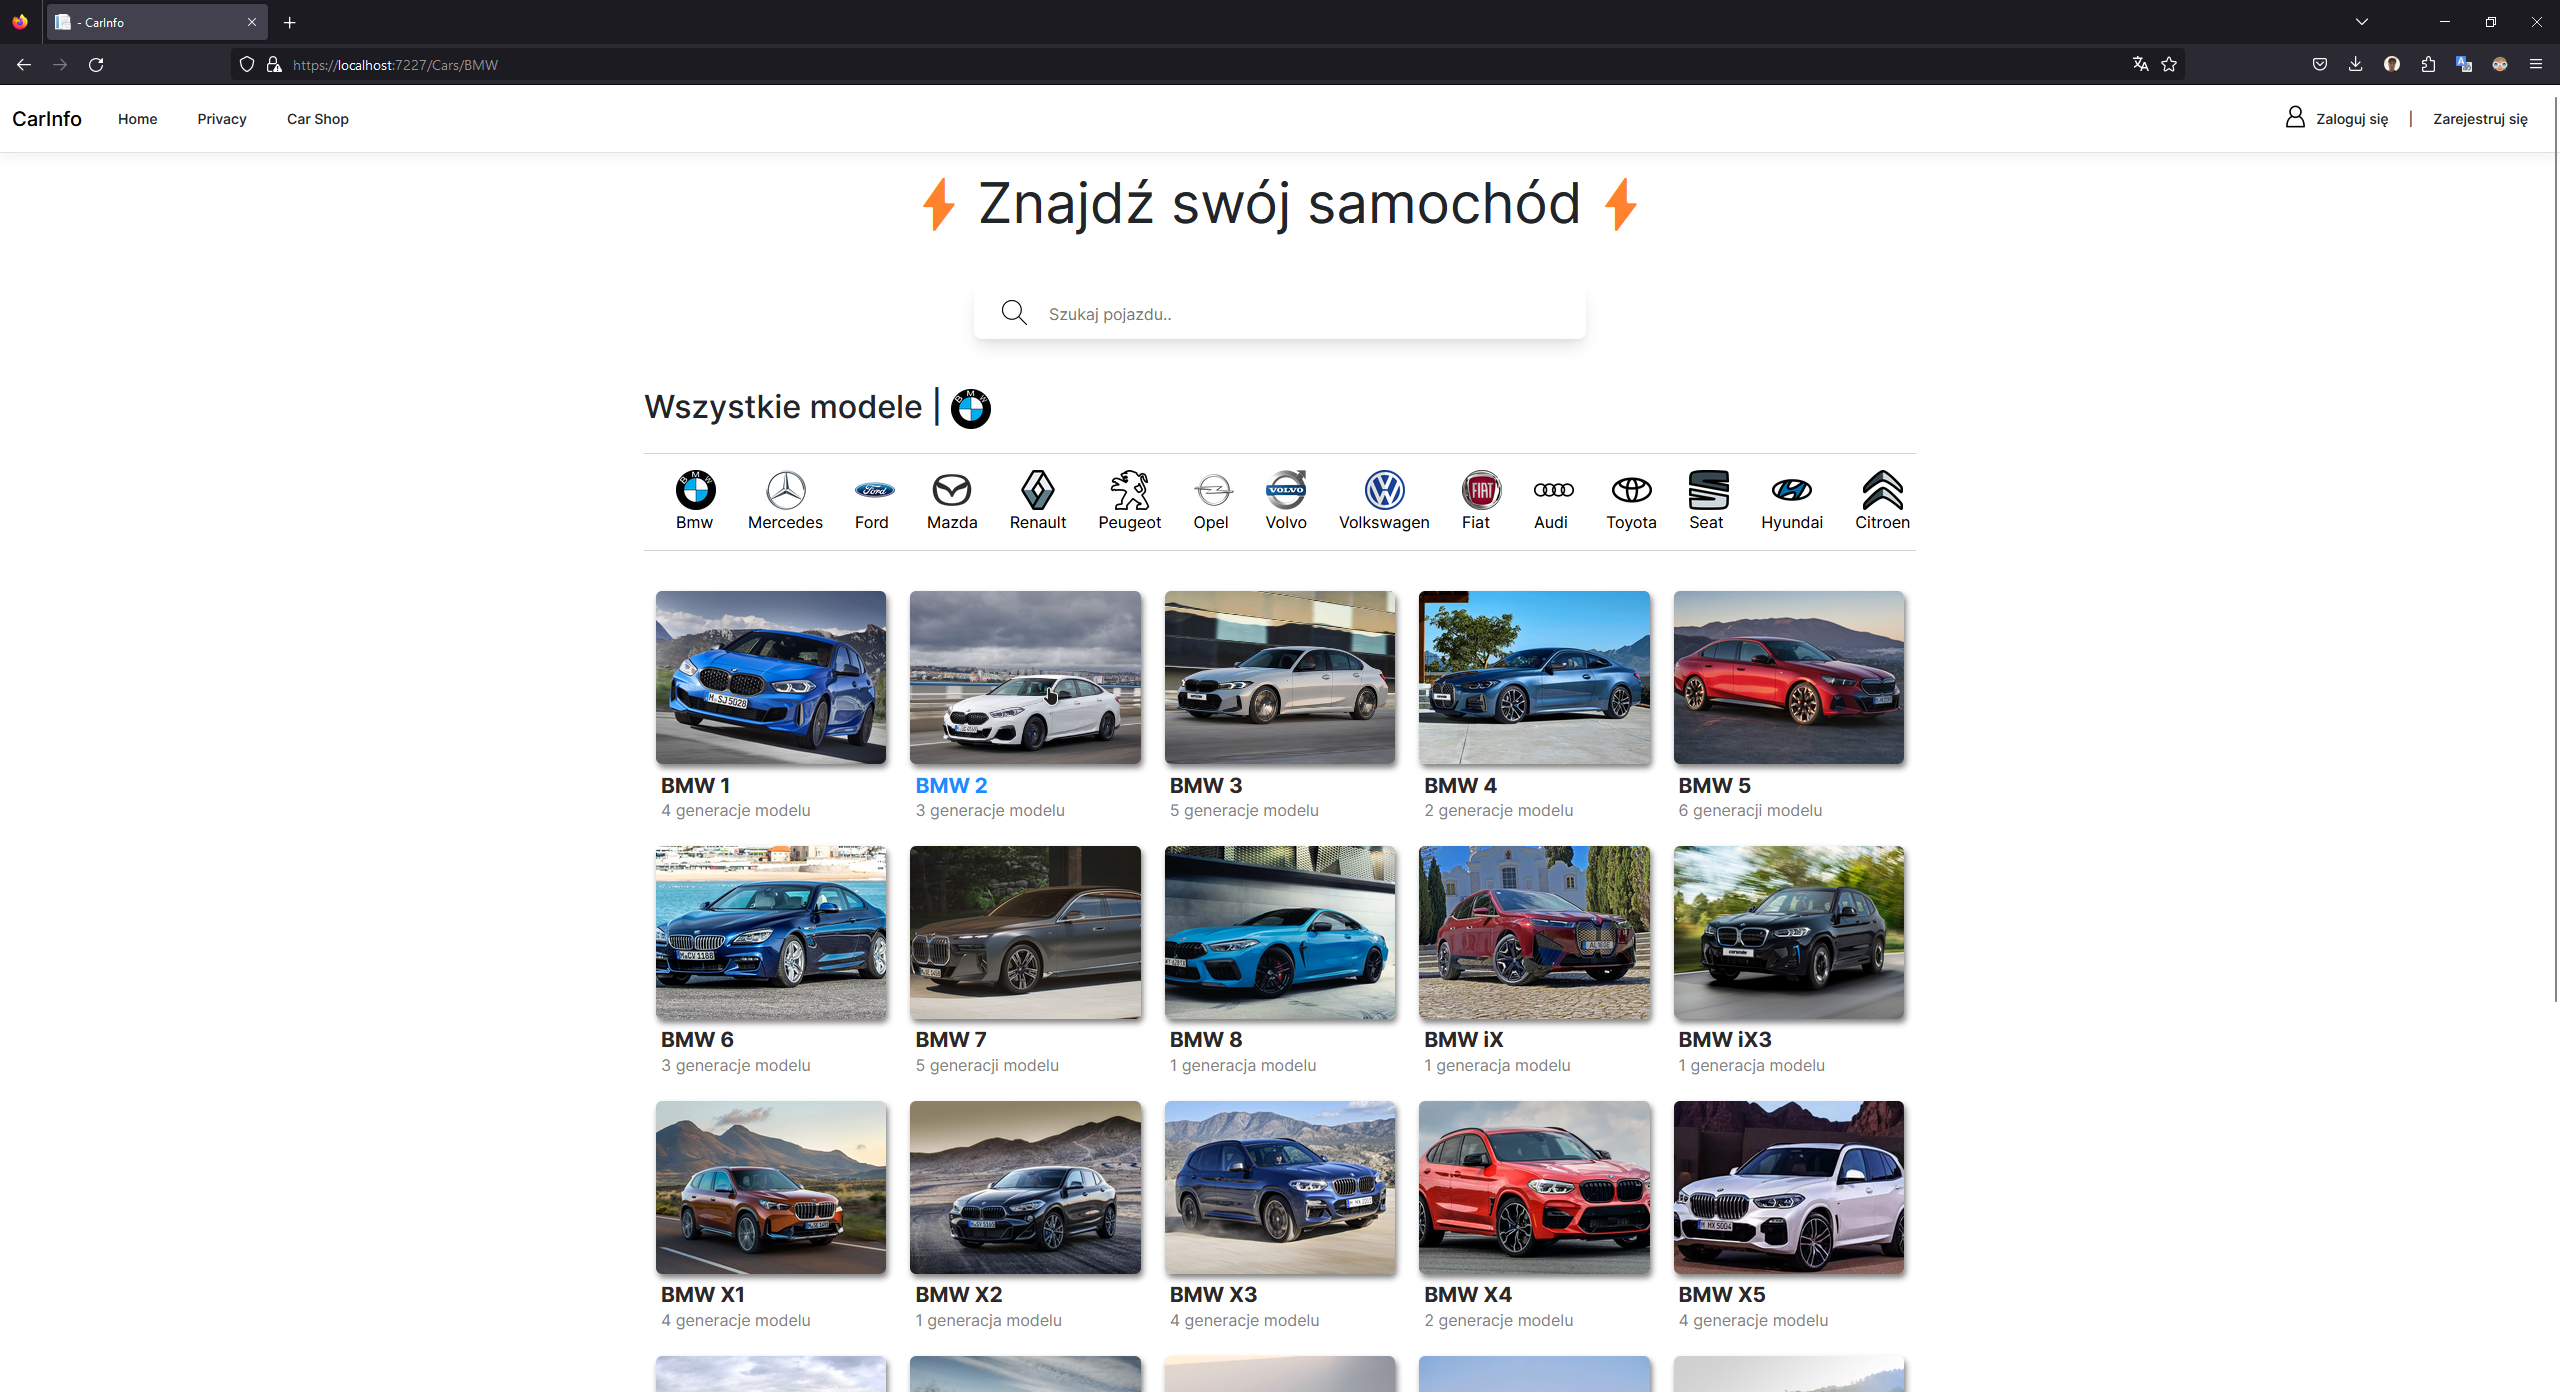 - CarInfo
https://localhost:7227/Cars/BMW
CarInfo Home Privacy Car Shop Zaloguj się | Zarejestruj się
Znajdź swój samochód
Szukaj pojazdu..
Wszystkie modele |
Bmw Mercedes Ford Mazda Renault Peugeot Opel Volvo Volkswagen Fiat Audi Toyota Seat Hyundai Citroen
BMW 1 BMW 2 BMW 3 BMW 4 BMW 5
4 generacje modelu 3 generacje modelu 5 generacje modelu 2 generacje modelu 6 generacji modelu
BMW 6 BMW 7 BMW 8 BMW iX BMW iX3
3 generacje modelu 5 generacji modelu 1 generacja modelu 1 generacja modelu 1 generacja modelu
BMW X1 BMW X2 BMW X3 BMW X4 BMW X5
4 generacje modelu 1 generacja modelu 4 generacje modelu 2 generacje modelu 4 generacje modelu